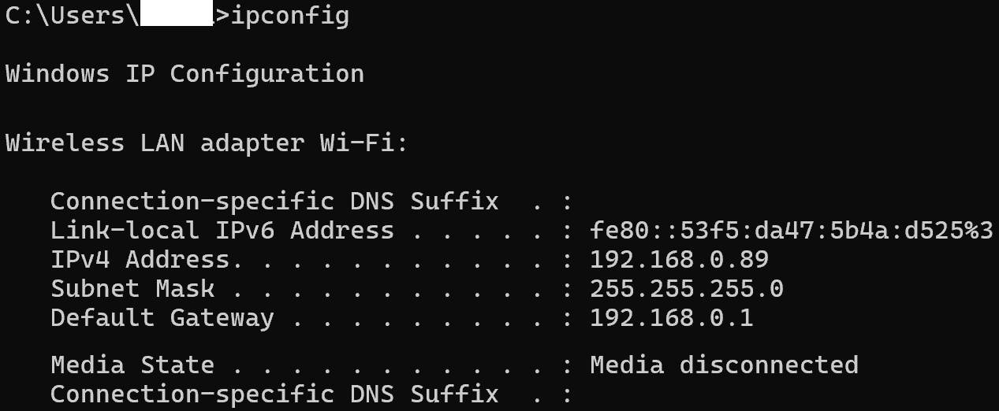 C:\Users\ >ipconfig
Windows IP Configuration
Wireless LAN adapter Wi-Fi:
Connection-specific DNS Suffix . :
Link-local IPv6 Address . . . . . : fe80::53f5:da47:5b4a:d525%3
IPv4 Address. . . . . . . . . . . : 192.168.0.89
Subnet Mask . . . . . . . . . . . : 255.255.255.0
Default Gateway . . . . . . . . . : 192.168.0.1
Media State . . . . . . . . . . . : Media disconnected
Connection-specific DNS Suffix . :